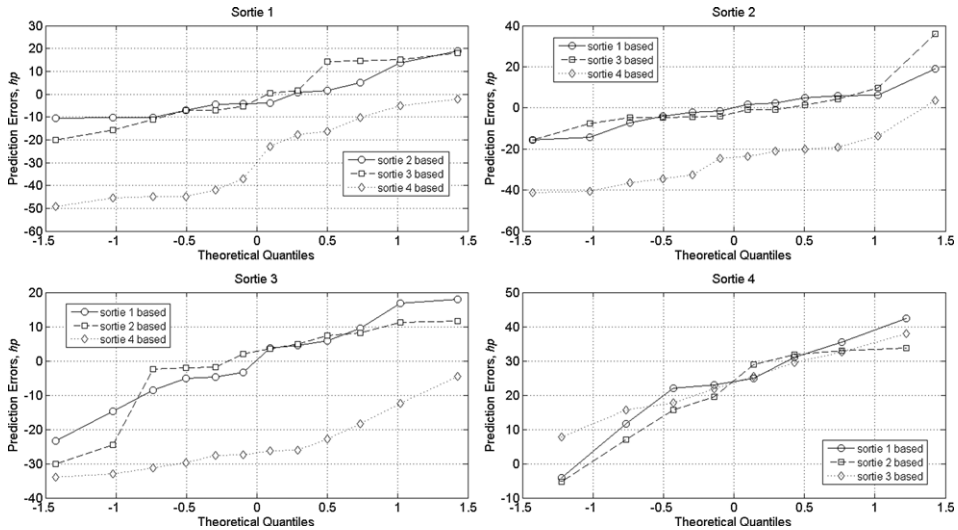 Sortie 1
Prediction Errors, hp
30
20
10
0
-10
-20
-30
-40
-50
-60
-1.5 -1 -0.5 0 0.5 1 1.5
Theoretical Quantiles
sortie 2 based
sortie 3 based
sortie 4 based
Sortie 2
Prediction Errors, hp
40
20
0
-20
-40
-60
-1.5 -1 -0.5 0 0.5 1 1.5
Theoretical Quantiles
sortie 1 based
sortie 3 based
sortie 4 based
Sortie 3
Prediction Errors, hp
20
10
0
-10
-20
-30
-40
-1.5 -1 -0.5 0 0.5 1 1.5
Theoretical Quantiles
sortie 1 based
sortie 2 based
sortie 4 based
Sortie 4
Prediction Errors, hp
50
40
30
20
10
0
-10
-1.5 -1 -0.5 0 0.5 1 1.5
Theoretical Quantiles
sortie 1 based
sortie 2 based
sortie 3 based